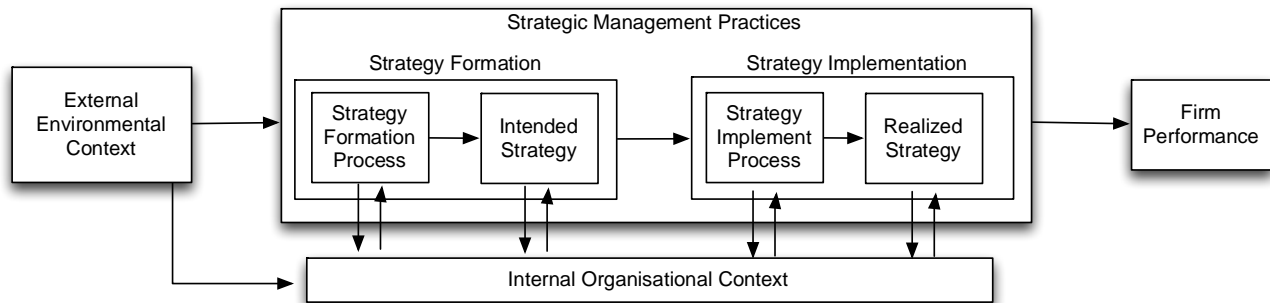 Strategic Management Practices
Strategy Formation
Strategy Implementation
External
Environmental
Context
Strategy
Formation
Process
Intended
Strategy
Strategy
Implement
Process
Realized
Strategy
Firm
Performance
Internal Organisational Context